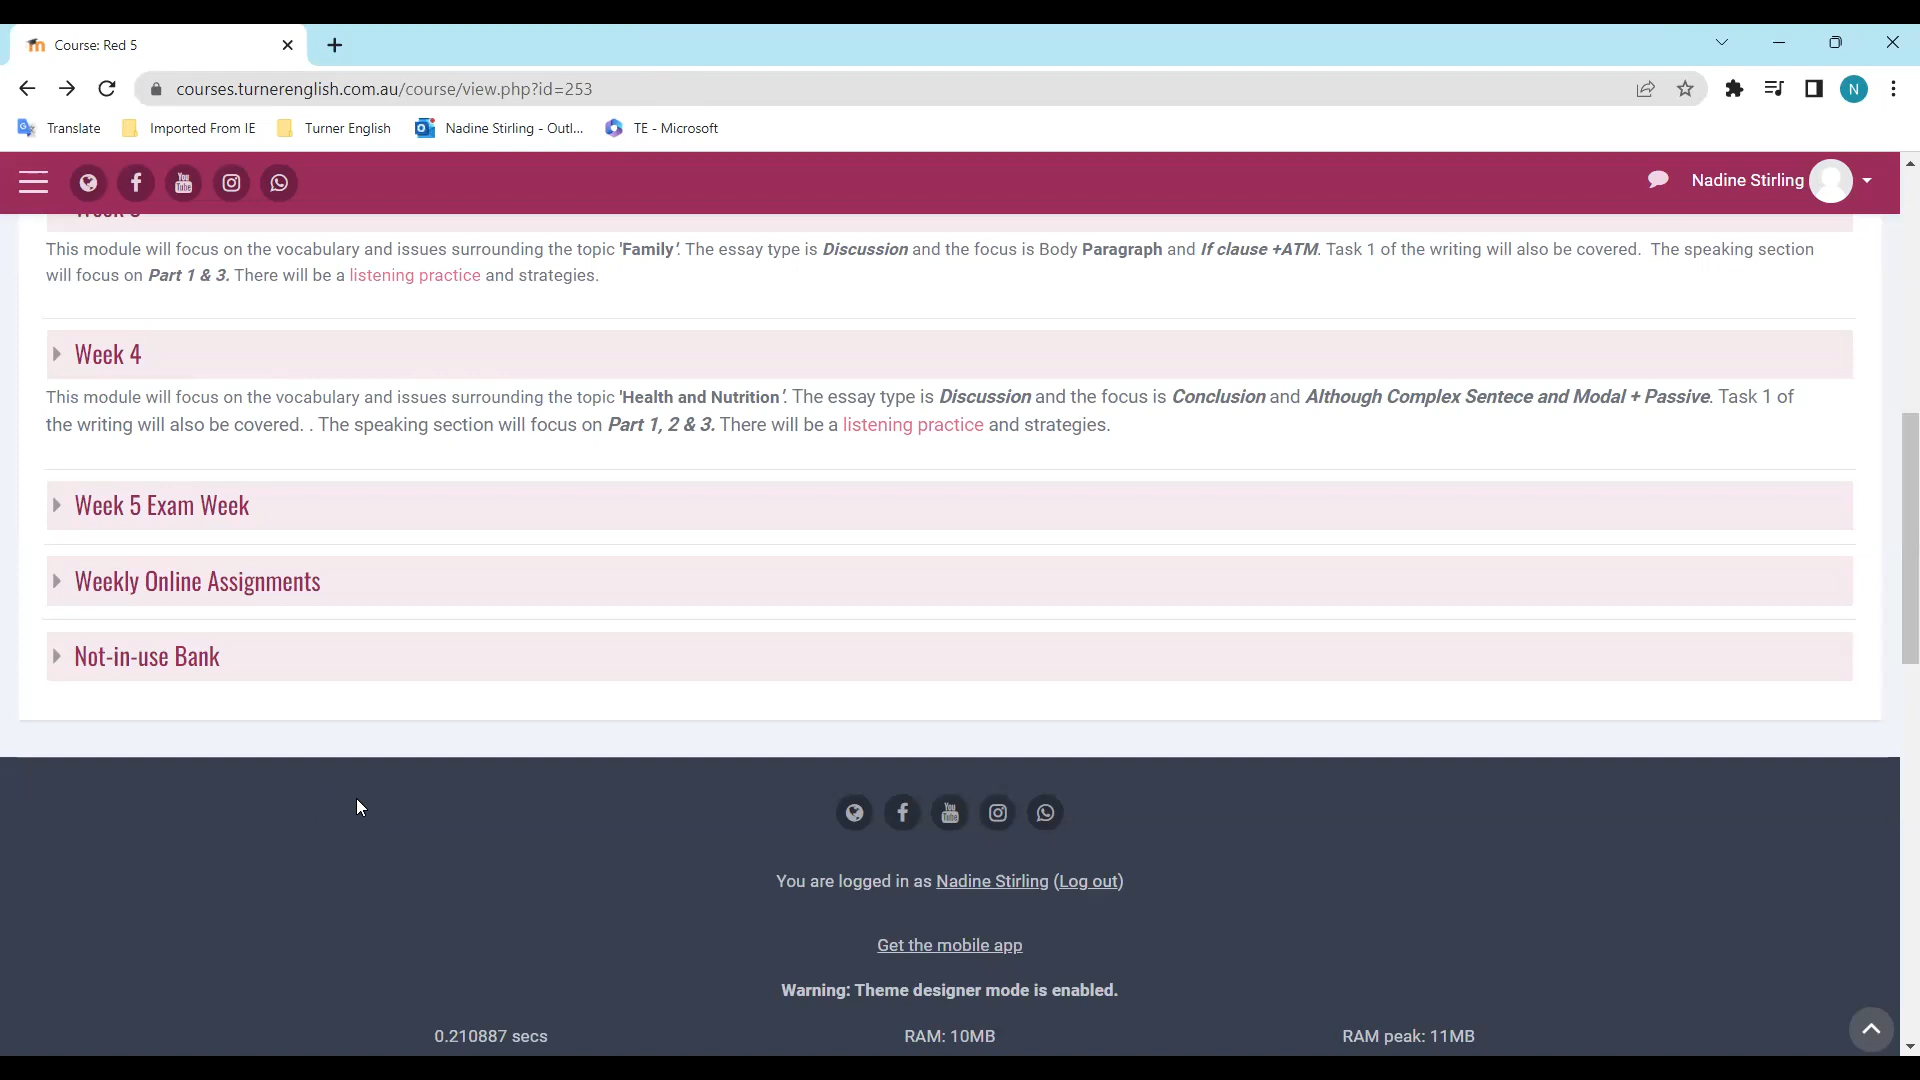 Course: Red 5
courses.turnerenglish.com.au/course/view.php?id=253
N
Translate
Imported From IE
Turner English
Nadine Stirling - Outl...
TE - Microsoft
Nadine Stirling
This module will focus on the vocabulary and issues surrounding the topic 'Family'. The essay type is Discussion and the focus is Body Paragraph and If clause +ATM. Task 1 of the writing will also be covered. The speaking section
will focus on Part 1 & 3. There will be a listening practice and strategies.
Week 4
This module will focus on the vocabulary and issues surrounding the topic 'Health and Nutrition'. The essay type is Discussion and the focus is Conclusion and Although Complex Sentece and Modal + Passive. Task 1 of
the writing will also be covered. . The speaking section will focus on Part 1, 2 & 3. There will be a listening practice and strategies.
Week 5 Exam Week
Weekly Online Assignments
Not-in-use Bank
You are logged in as Nadine Stirling (Log out)
Get the mobile app
Warning: Theme designer mode is enabled.
0.210887 secs
RAM: 10MB
RAM peak: 11MB